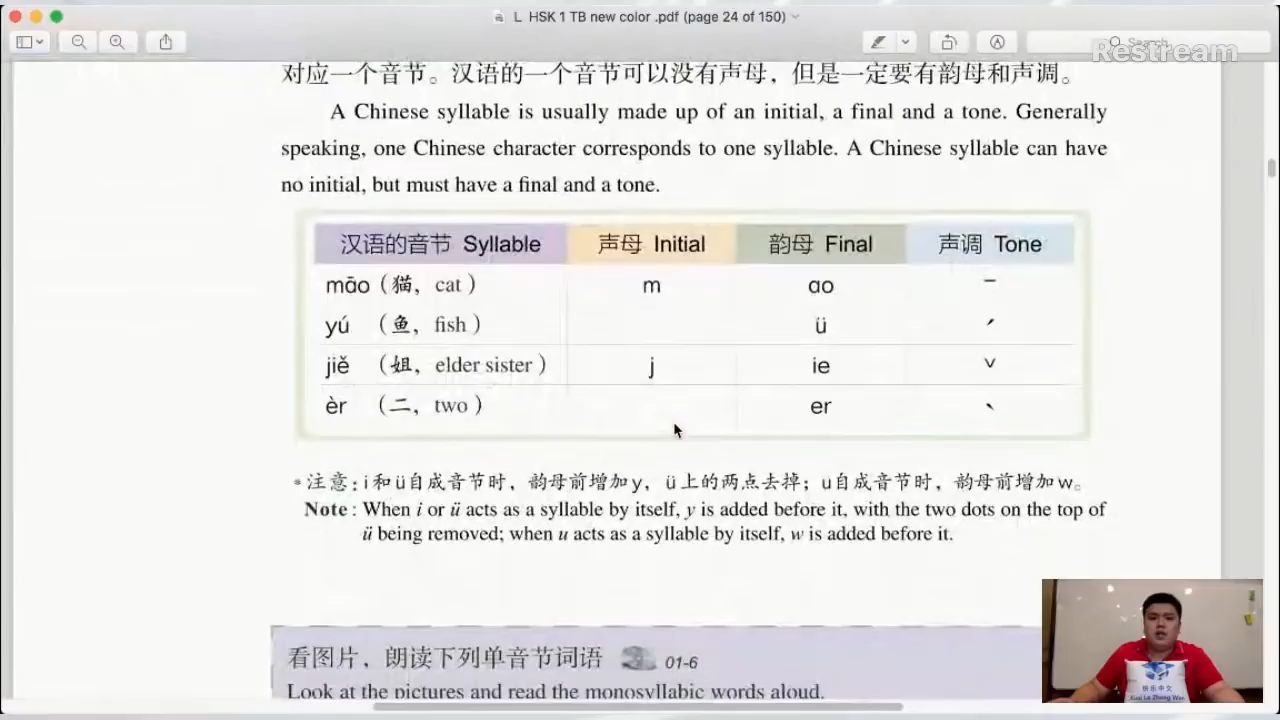 L HSK 1 TB new color .pdf (page 24 of 150)
Search
Restream
对应一个音节。汉语的一个音节可以没有声母，但是一定要有韵母和声调。
A Chinese syllable is usually made up of an initial, a final and a tone. Generally
speaking, one Chinese character corresponds to one syllable. A Chinese syllable can have
no initial, but must have a final and a tone.
汉语的音节 Syllable 声母 Initial 韵母 Final 声调 Tone
māo（猫，cat） m ɑo ˉ
yú （鱼，fish） ü ˊ
jiě （姐，elder sister） j ie ˇ
èr （二，two） er ˋ
*注意：i和ü自成音节时，韵母前增加y，ü上的两点去掉；u自成音节时，韵母前增加w。
Note: When i or ü acts as a syllable by itself, y is added before it, with the two dots on the top of
ü being removed; when u acts as a syllable by itself, w is added before it.
看图片，朗读下列单音节词语 01-6
Look at the pictures and read the monosyllabic words aloud.
快乐中文
Kuai Le Zhong Wen